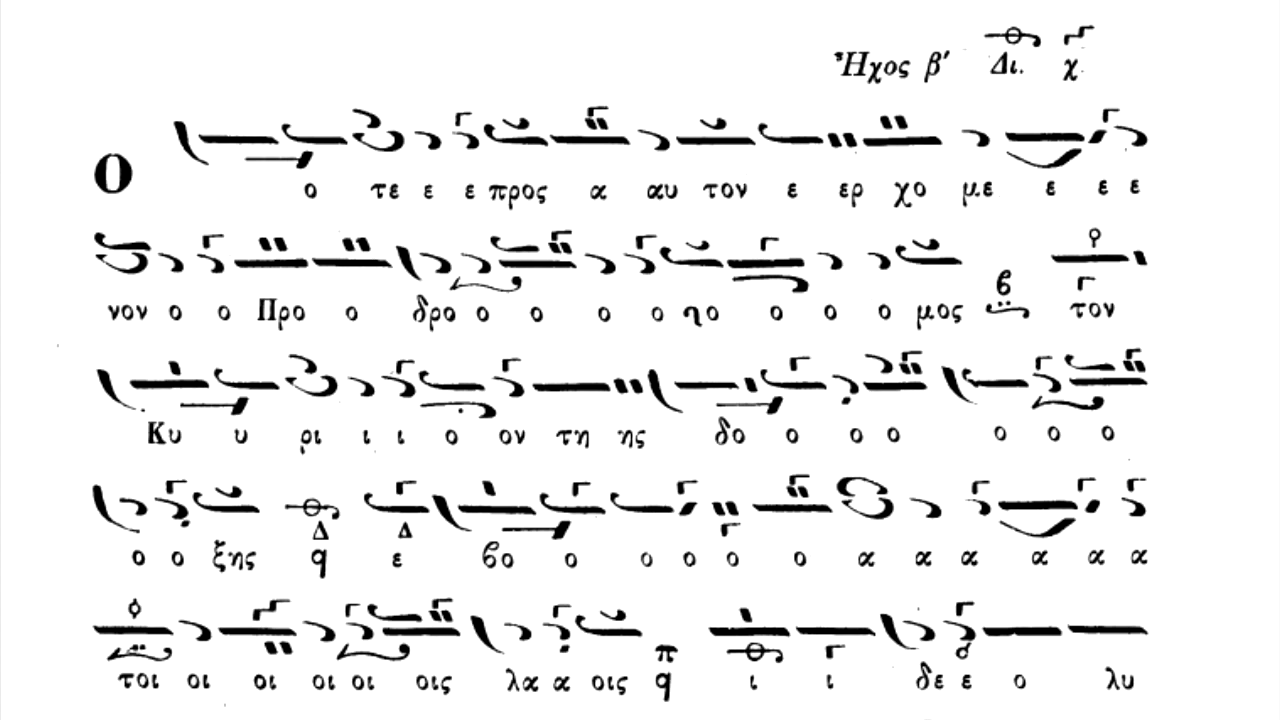 Ἦχος β′ Δι. χ
Ο ο τε ε ε προς α αυ τον ε ερ χο με ε ε ε
νον ο ο Προ ο δρο ο ο ο ο ο ο ο μος β τον
Κυ υ ρι ι ι ο ον τη ης δο ο ο ο ο ο ο
ο ο ξης Δ q Δ ε βο ο ο ο ο ο α α α α α α
τοι οι οι οι οι οις λα α οις π q ι ι δε ε ο λυ